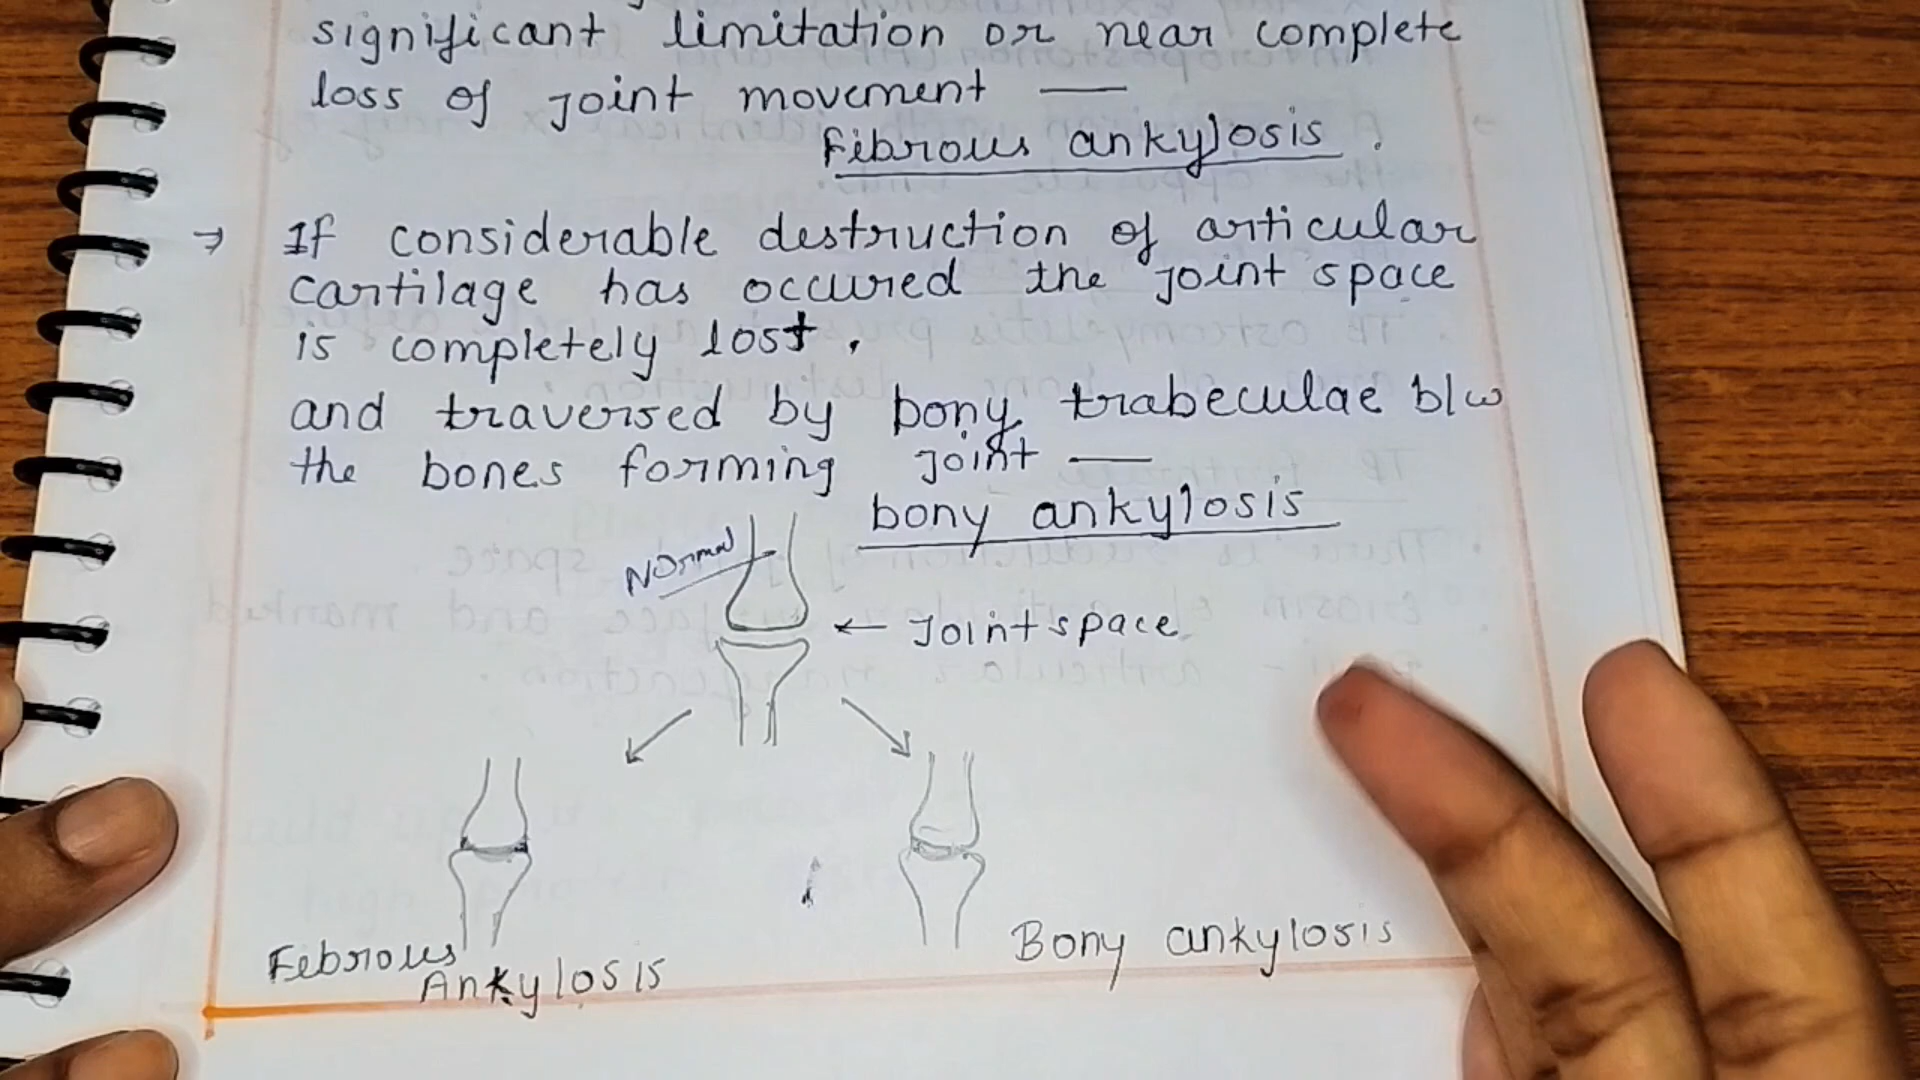 significant limitation or near complete
loss of joint movement —
Fibrous ankylosis.
→ If considerable destruction of articular
cartilage has occured the joint space
is completely lost.
and traversed by bony trabeculae b/w
the bones forming joint —
bony ankylosis
Normal
← Joint space
Fibrous
Ankylosis
Bony ankylosis